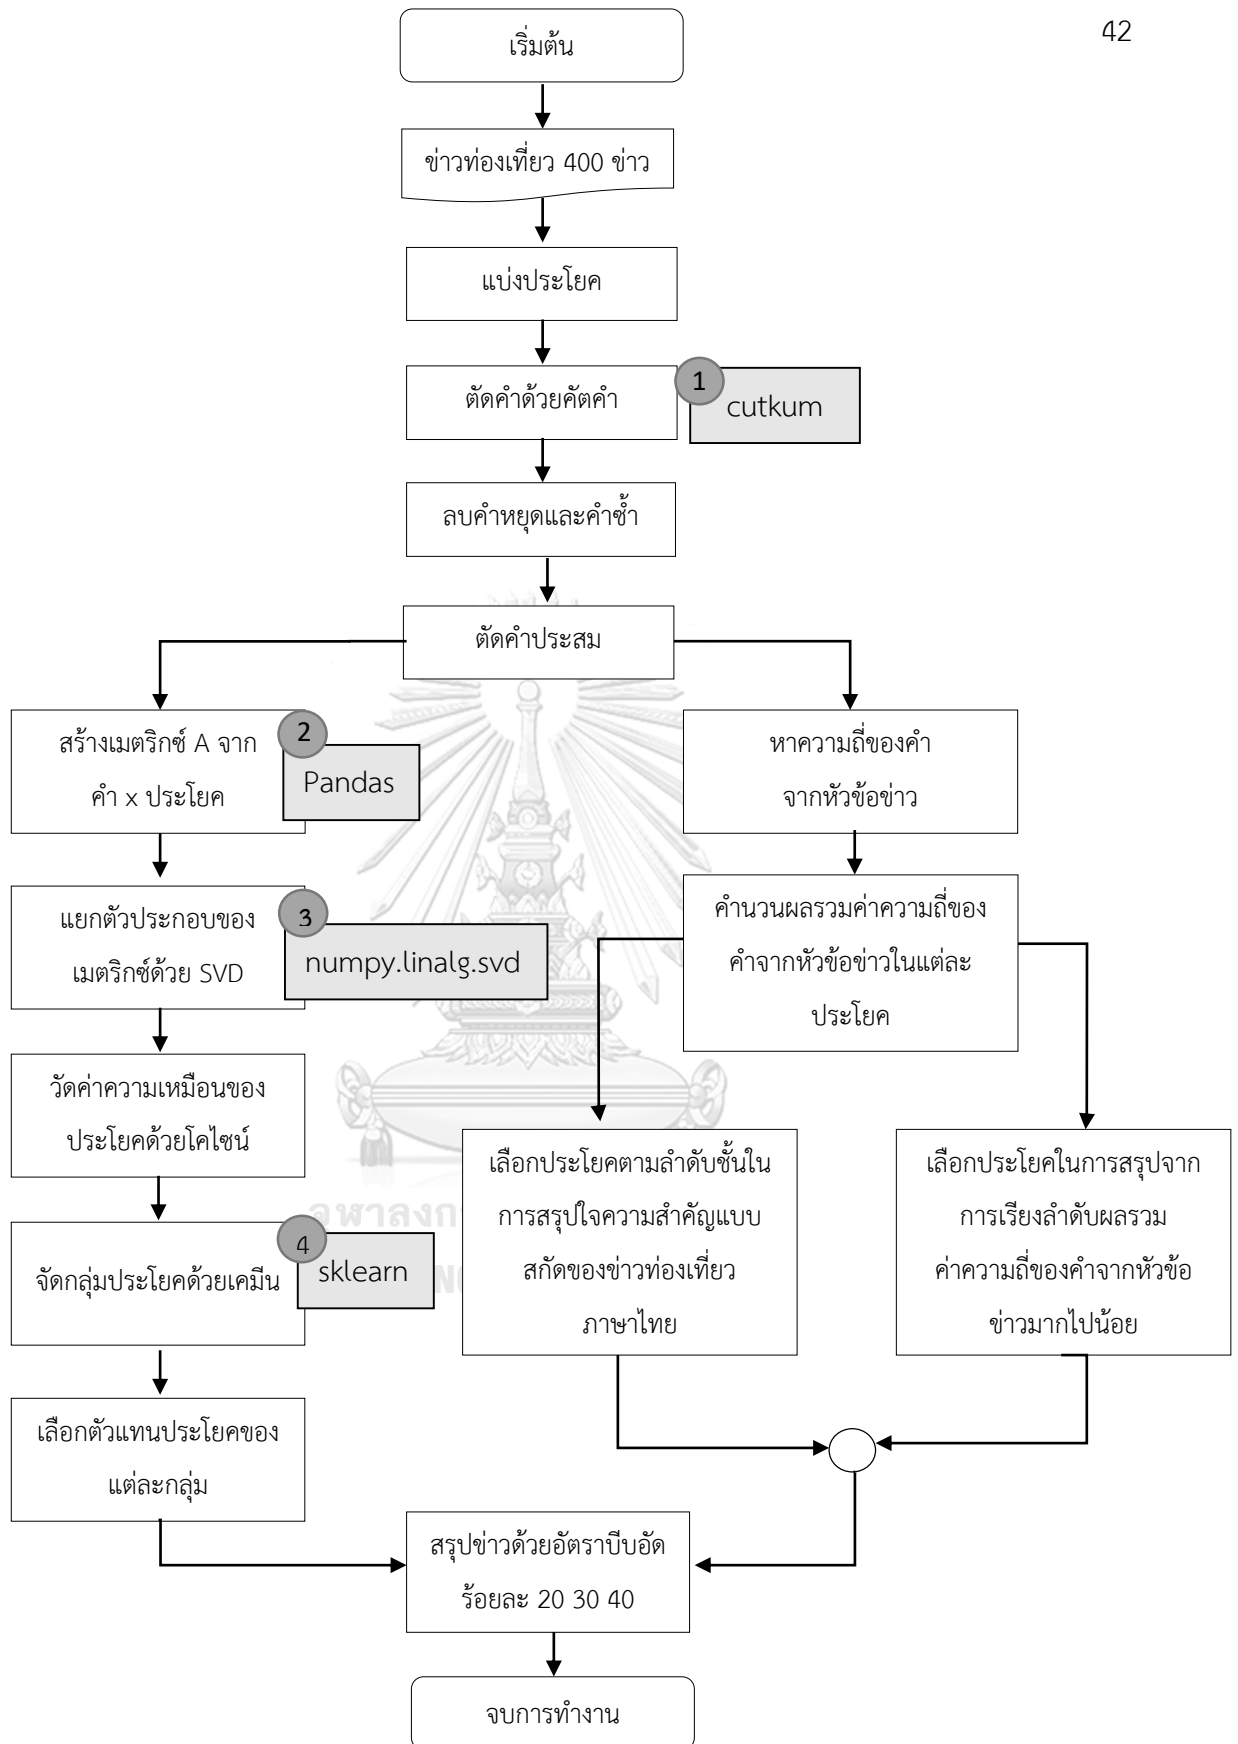 42
เริ่มต้น
ข่าวท่องเที่ยว 400 ข่าว
แบ่งประโยค
ตัดคำด้วยคัตคำ
1
cutkum
ลบคำหยุดและคำซ้ำ
ตัดคำประสม
สร้างเมตริกซ์ A จาก
คำ x ประโยค
2
Pandas
หาความถี่ของคำ
จากหัวข้อข่าว
แยกตัวประกอบของ
เมตริกซ์ด้วย SVD
3
numpy.linalg.svd
คำนวนผลรวมค่าความถี่ของ
คำจากหัวข้อข่าวในแต่ละ
ประโยค
วัดค่าความเหมือนของ
ประโยคด้วยโคไซน์
เลือกประโยคตามลำดับชั้นใน
การสรุปใจความสำคัญแบบ
สกัดของข่าวท่องเที่ยว
ภาษาไทย
เลือกประโยคในการสรุปจาก
การเรียงลำดับผลรวม
ค่าความถี่ของคำจากหัวข้อ
ข่าวมากไปน้อย
จุฬาลงก
จัดกลุ่มประโยคด้วยเคมีน
4
sklearn
เลือกตัวแทนประโยคของ
แต่ละกลุ่ม
สรุปข่าวด้วยอัตราบีบอัด
ร้อยละ 20 30 40
จบการทำงาน